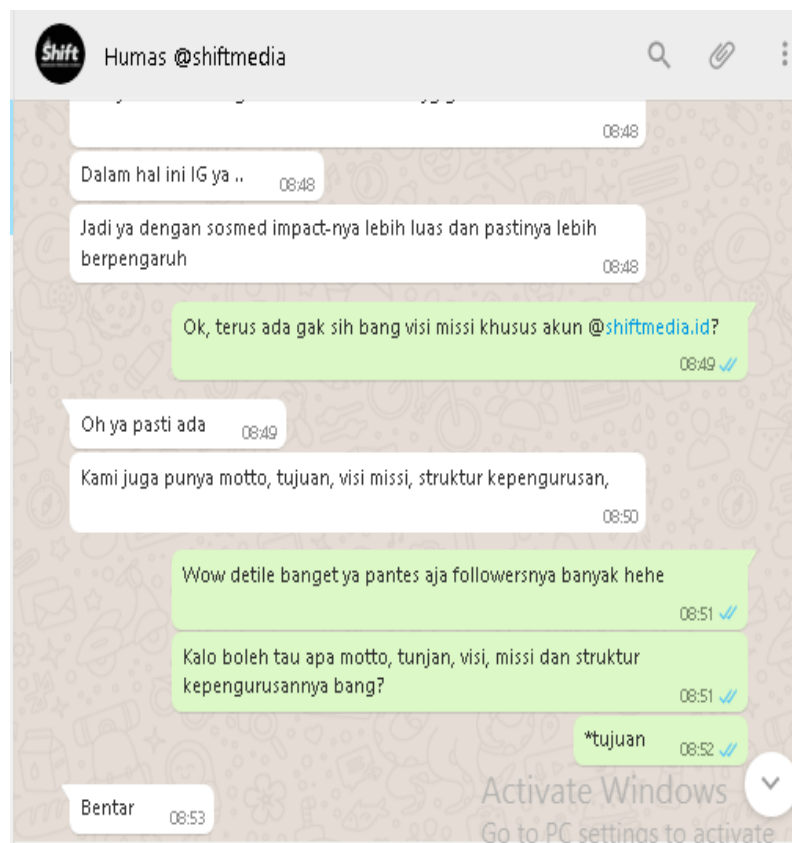 Shift
Humas @shiftmedia
08:48
Dalam hal ini IG ya ..
08:48
Jadi ya dengan sosmed impact-nya lebih luas dan pastinya lebih
berpengaruh
08:48
Ok, terus ada gak sih bang visi missi khusus akun @shiftmedia.id?
08:49
Oh ya pasti ada
08:49
Kami juga punya motto, tujuan, visi missi, struktur kepengurusan,
08:50
Wow detile banget ya pantes aja followersnya banyak hehe
08:51
Kalo boleh tau apa motto, tunjan, visi, missi dan struktur
kepengurusannya bang?
08:51
*tujuan
08:52
Bentar
08:53
Activate Windows
Go to PC settings to activate